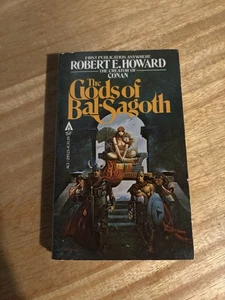 FIRST PUBLICATION ANYWHERE
ROBERT E. HOWARD
THE CREATOR OF
CONAN
The
Gods of
Bal-Sagoth